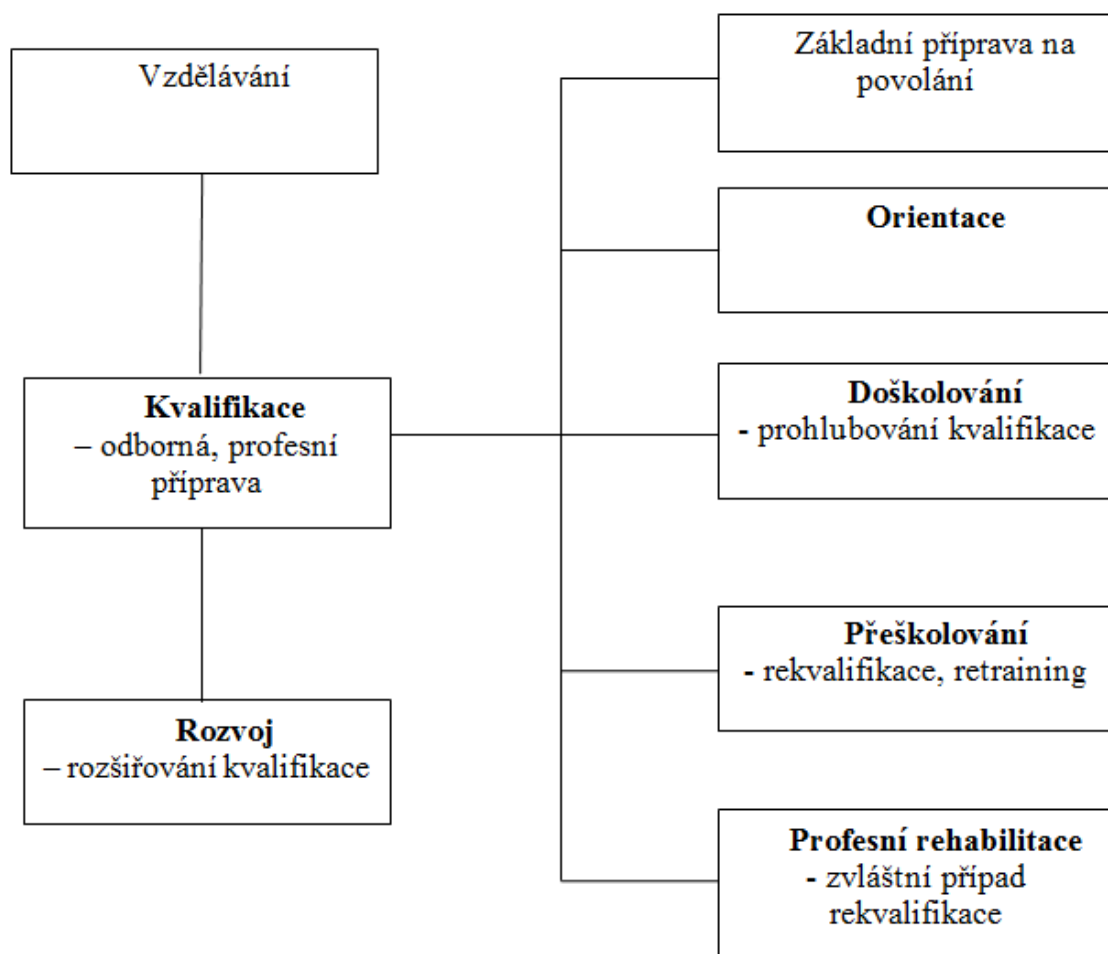 Vzdělávání
Kvalifikace
– odborná, profesní
příprava
Rozvoj
– rozšiřování kvalifikace
Základní příprava na
povolání
Orientace
Doškolování
- prohlubování kvalifikace
Přeškolování
- rekvalifikace, retraining
Profesní rehabilitace
- zvláštní případ
rekvalifikace